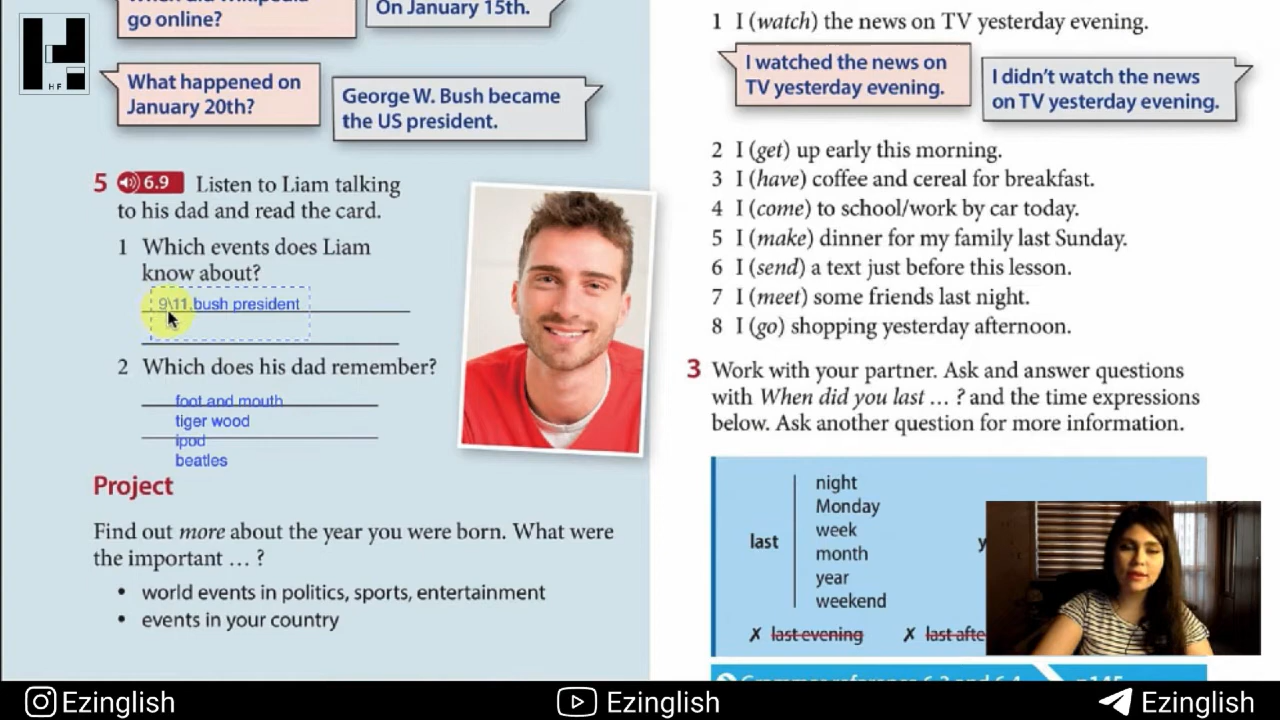 go online?
On January 15th.
HF
What happened on
January 20th?
George W. Bush became
the US president.
5 6.9 Listen to Liam talking
to his dad and read the card.
1 Which events does Liam
know about?
9\11.bush president
2 Which does his dad remember?
foot and mouth
tiger wood
ipod
beatles
Project
Find out more about the year you were born. What were
the important … ?
• world events in politics, sports, entertainment
• events in your country
1 I (watch) the news on TV yesterday evening.
I watched the news on
TV yesterday evening.
I didn't watch the news
on TV yesterday evening.
2 I (get) up early this morning.
3 I (have) coffee and cereal for breakfast.
4 I (come) to school/work by car today.
5 I (make) dinner for my family last Sunday.
6 I (send) a text just before this lesson.
7 I (meet) some friends last night.
8 I (go) shopping yesterday afternoon.
3 Work with your partner. Ask and answer questions
with When did you last … ? and the time expressions
below. Ask another question for more information.
last
night
Monday
week
month
year
weekend
✗ last evening ✗ last
Ezinglish
Ezinglish
Ezinglish